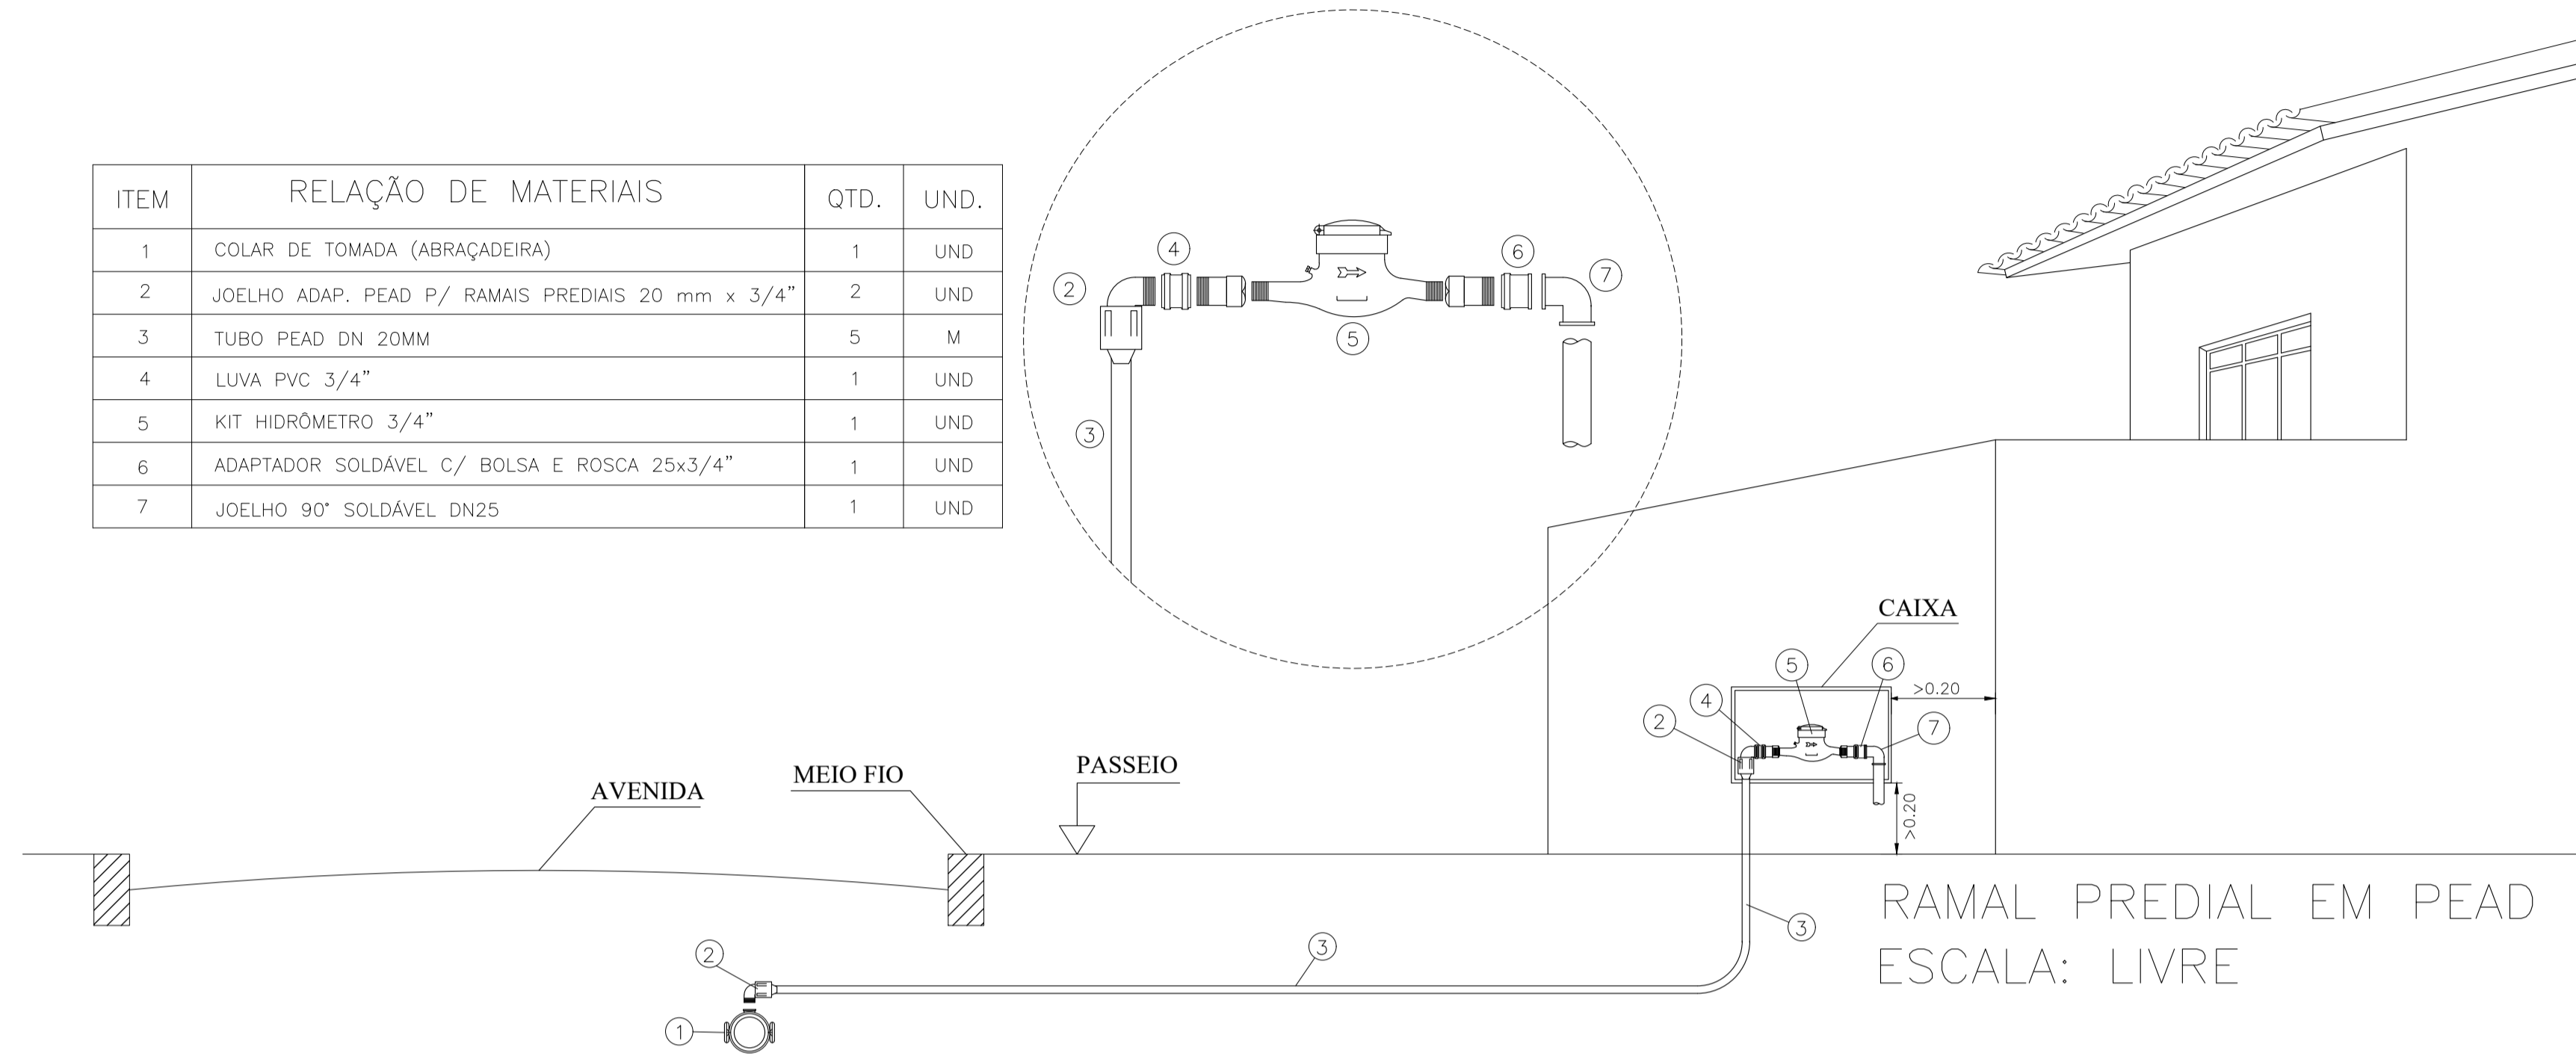 ITEM RELAÇÃO DE MATERIAIS QTD. UND.
1 COLAR DE TOMADA (ABRAÇADEIRA) 1 UND
2 JOELHO ADAP. PEAD P/ RAMAIS PREDIAIS 20 mm x 3/4" 2 UND
3 TUBO PEAD DN 20MM 5 M
4 LUVA PVC 3/4" 1 UND
5 KIT HIDRÔMETRO 3/4" 1 UND
6 ADAPTADOR SOLDÁVEL C/ BOLSA E ROSCA 25x3/4" 1 UND
7 JOELHO 90° SOLDÁVEL DN25 1 UND
4
6
2
7
5
3
CAIXA
5
6
>0.20
4
2
7
>0.20
AVENIDA
MEIO FIO
PASSEIO
3
2
3
1
RAMAL PREDIAL EM PEAD
ESCALA: LIVRE